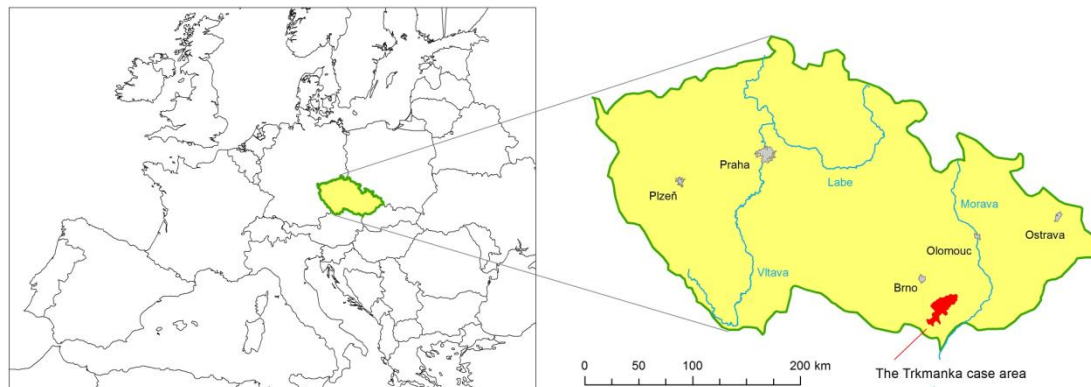 Praha
Plzeň
Labe
Morava
Ostrava
Olomouc
Vltava
Brno
0 50 100 200 km
The Trkmanka case area